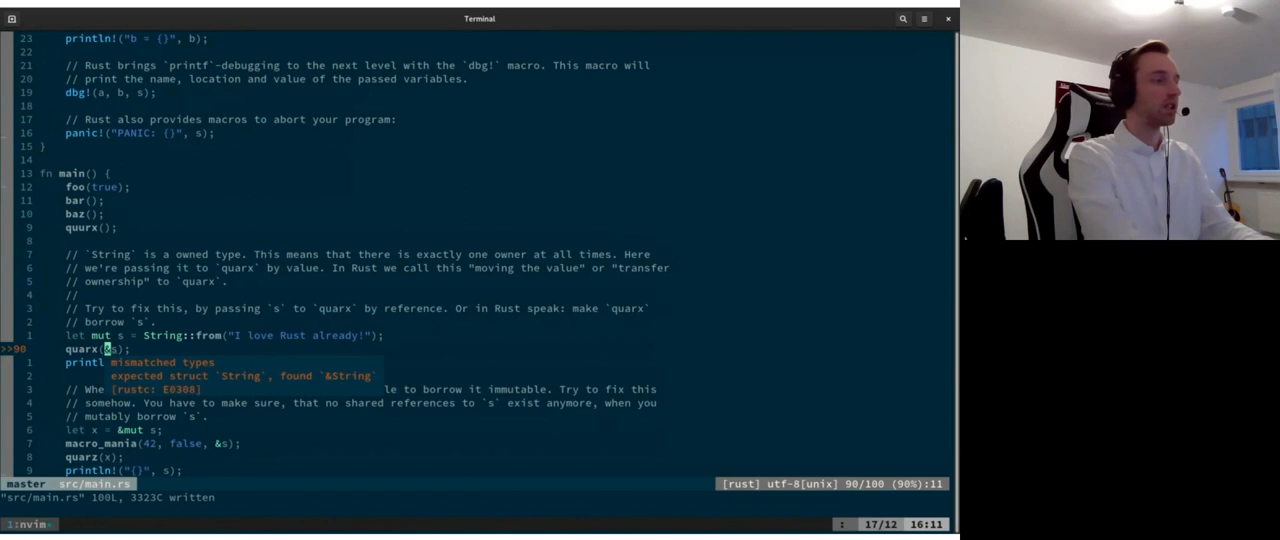 Terminal
23 println!("b = {}", b);
22
21 // Rust brings `printf`-debugging to the next level with the `dbg!` macro. This macro will
20 // print the name, location and value of the passed variables.
19 dbg!(a, b, s);
18
17 // Rust also provides macros to abort your program:
16 panic!("PANIC: {}", s);
15 }
14
13 fn main() {
12 foo(true);
11 bar();
10 baz();
9 quurx();
8
7 // `String` is a owned type. This means that there is exactly one owner at all times. Here
6 // we're passing it to `quarx` by value. In Rust we call this "moving the value" or "transfer
5 // ownership" to `quarx`.
4 //
3 // Try to fix this, by passing `s` to `quarx` by reference. Or in Rust speak: make `quarx`
2 // borrow `s`.
1 let mut s = String::from("I love Rust already!");
>>90 quarx(&s);
1 printl mismatched types
2 expected struct `String`, found `&String`
3 // Whe [rustc: E0308] le to borrow it immutable. Try to fix this
4 // somehow. You have to make sure, that no shared references to `s` exist anymore, when you
5 // mutably borrow `s`.
6 let x = &mut s;
7 macro_mania(42, false, &s);
8 quarz(x);
9 println!("{}", s);
master src/main.rs [rust] utf-8[unix] 90/100 (90%):11
"src/main.rs" 100L, 3323C written
1:nvim* : 17/12 16:11